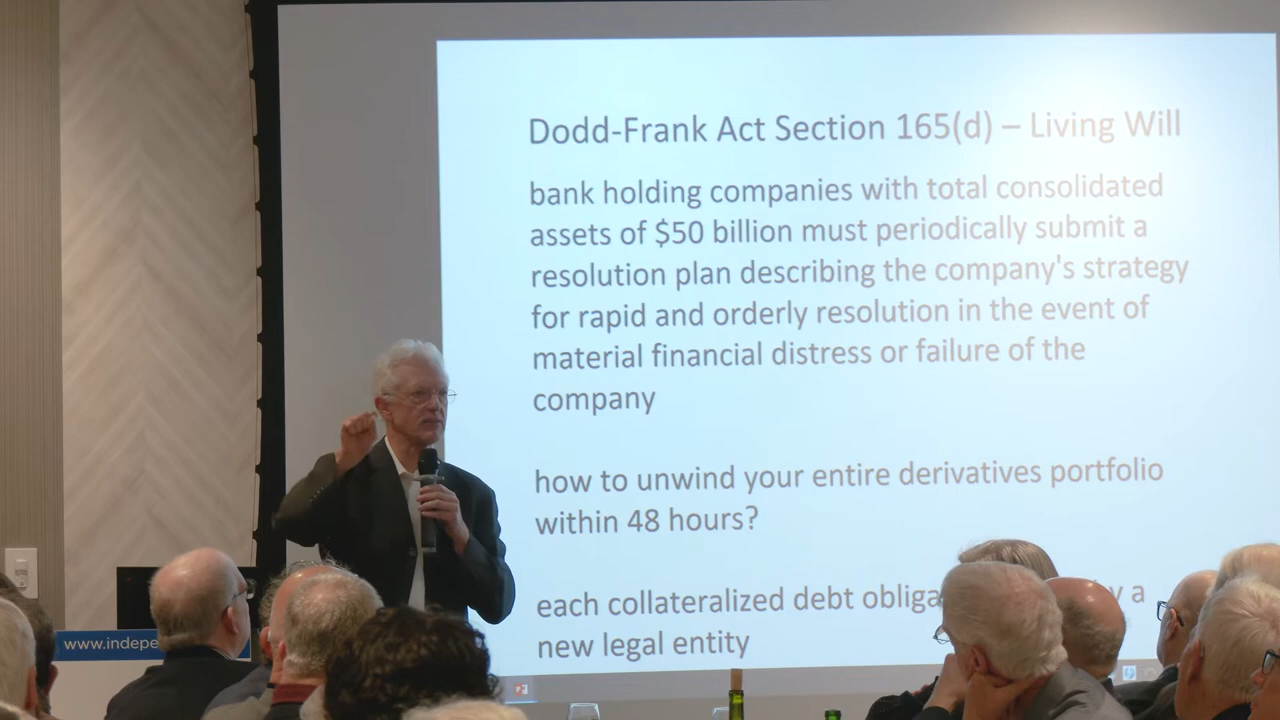 Dodd-Frank Act Section 165(d) – Living Will
bank holding companies with total consolidated
assets of $50 billion must periodically submit a
resolution plan describing the company's strategy
for rapid and orderly resolution in the event of
material financial distress or failure of the
company
how to unwind your entire derivatives portfolio
within 48 hours?
each collateralized debt a
new legal entity